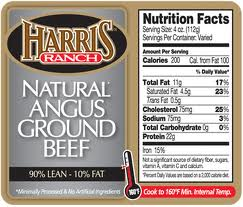 HARRIS
RANCH
NATURAL*
ANGUS
GROUND
BEEF
90% LEAN - 10% FAT
*Minimally Processed & No Artificial Ingredients
Nutrition Facts
Serving Size: 4 oz. (112g)
Servings Per Container: Varied
Amount Per Serving
Calories 200 Cal. from Fat 100
% Daily Value*
Total Fat 11g 17%
Saturated Fat 4.5g 23%
Trans Fat 0.5g
Cholesterol 75mg 25%
Sodium 75mg 3%
Total Carbohydrate 0g 0%
Protein 22g
Iron 15%
Not a significant source of dietary fiber, sugars, vitamin A, vitamin C and calcium.
*Percent Daily Values are based on a 2,000 calorie diet.
160°F
Cook to 160°F Min. Internal Temp.